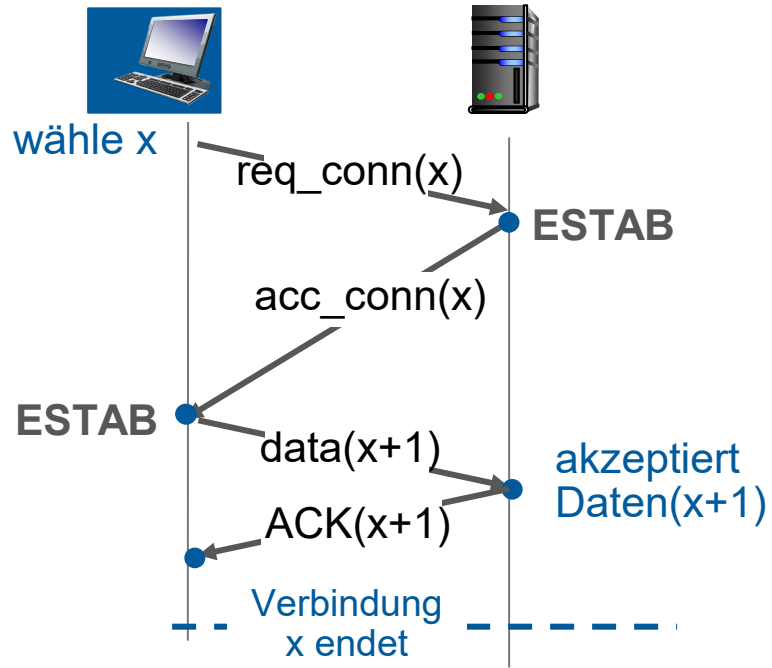 wähle x
req_conn(x)
ESTAB
acc_conn(x)
ESTAB
data(x+1)
akzeptiert
Daten(x+1)
ACK(x+1)
Verbindung
x endet